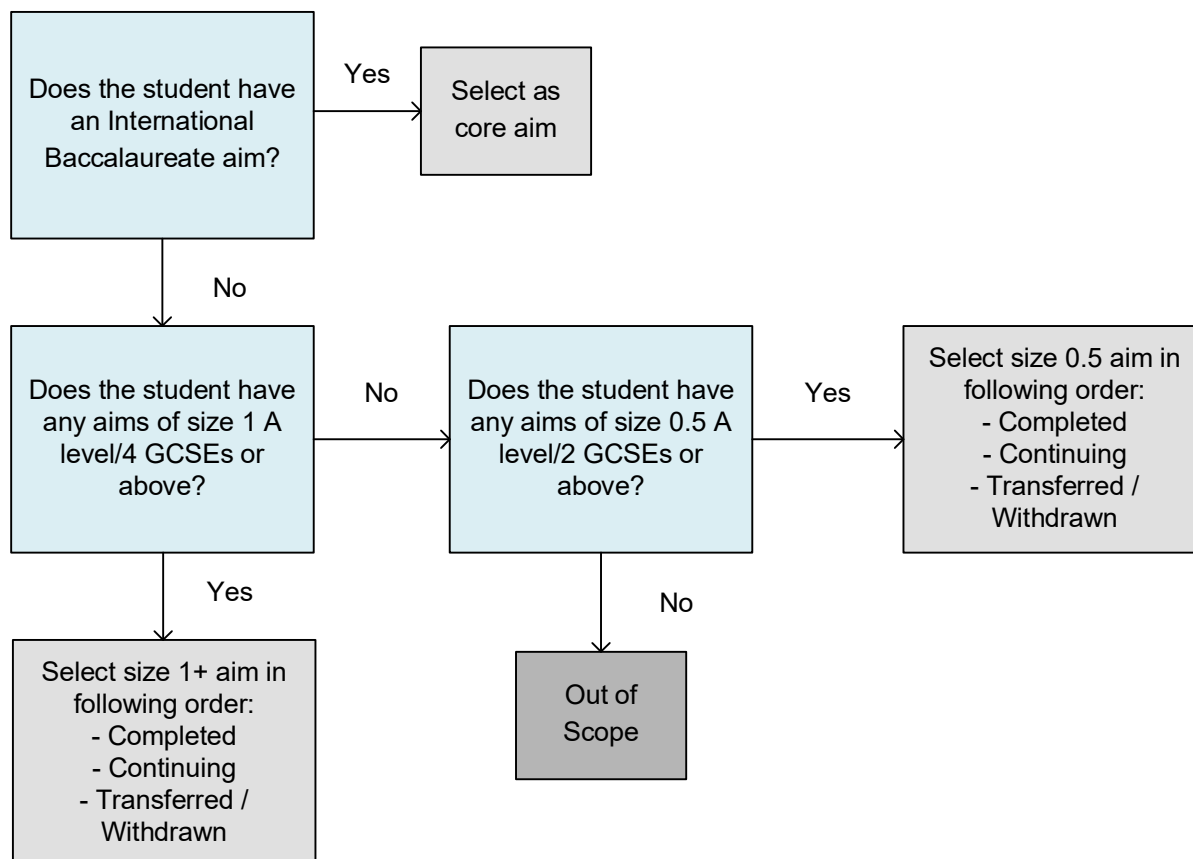 Does the student have
an International
Baccalaureate aim?
Yes
Select as
core aim
No
Does the student have
any aims of size 1 A
level/4 GCSEs or
above?
No
Does the student have
any aims of size 0.5 A
level/2 GCSEs or
above?
Yes
Select size 0.5 aim in
following order:
- Completed
- Continuing
- Transferred /
Withdrawn
Yes
No
Select size 1+ aim in
following order:
- Completed
- Continuing
- Transferred /
Withdrawn
Out of
Scope